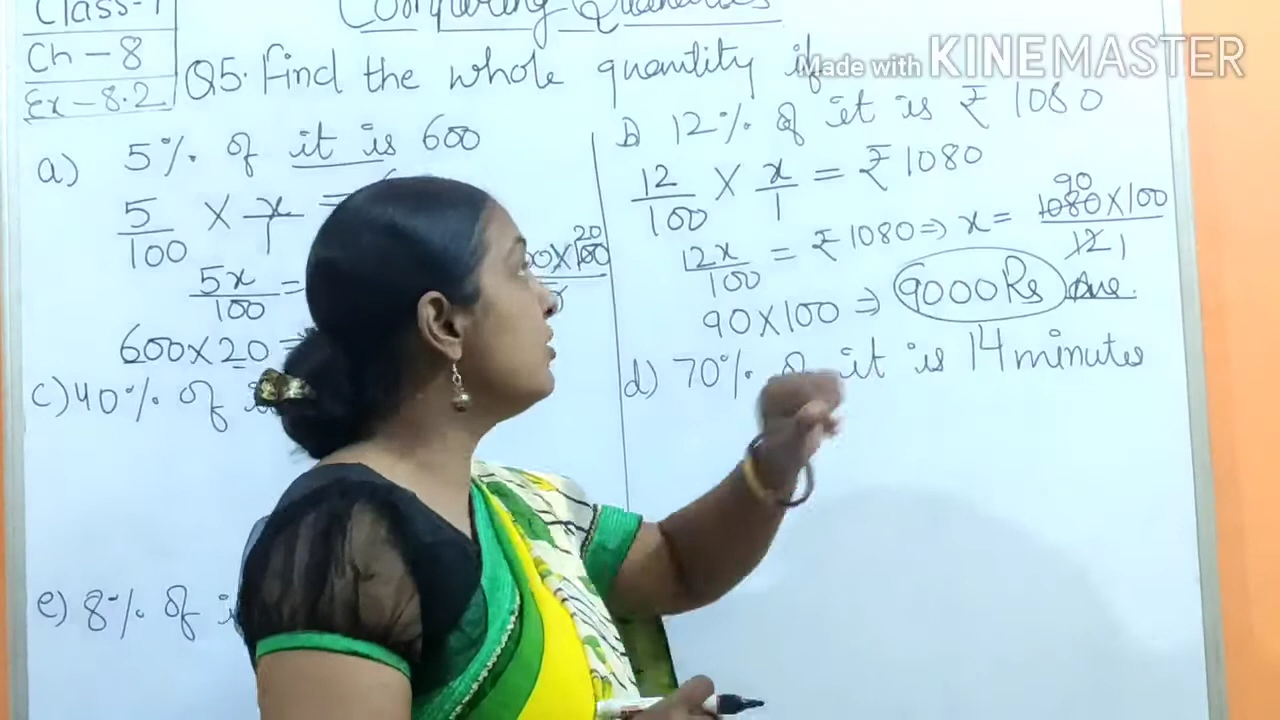 Comparing Quantities
Class-7
Ch-8
Ex-8.2
Q5. Find the whole quantity if
Made with KINEMASTER
a) 5% of it is 600
5/100 × x/1 =
5x/100 =
600×20 =
c) 40% of
e) 8% of
b) 12% of it is ₹ 1080
12/100 × x/1 = ₹ 1080
12x/100 = ₹ 1080 ⇒ x = 1080×100/12
90
1
90×100 ⇒ 9000 Rs Ans.
d) 70% of it is 14 minutes